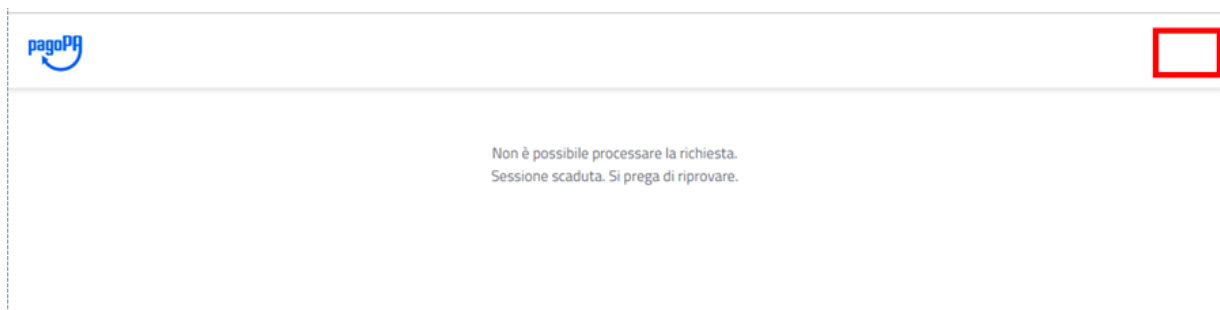 pagoPA
Non è possibile processare la richiesta.
Sessione scaduta. Si prega di riprovare.